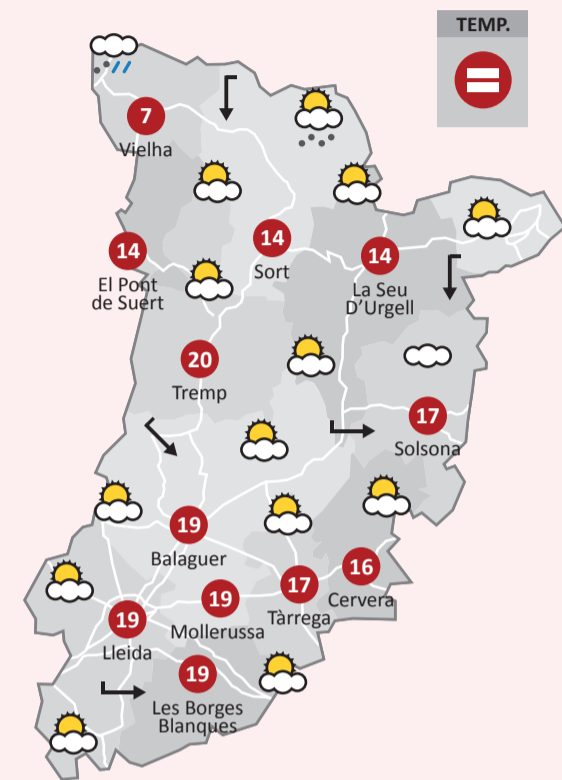 TEMP.
7
Vielha
14
El Pont
de Suert
14
Sort
14
La Seu
D'Urgell
20
Tremp
17
Solsona
19
Balaguer
16
Cervera
17
Tàrrega
19
Mollerussa
19
Lleida
19
Les Borges
Blanques